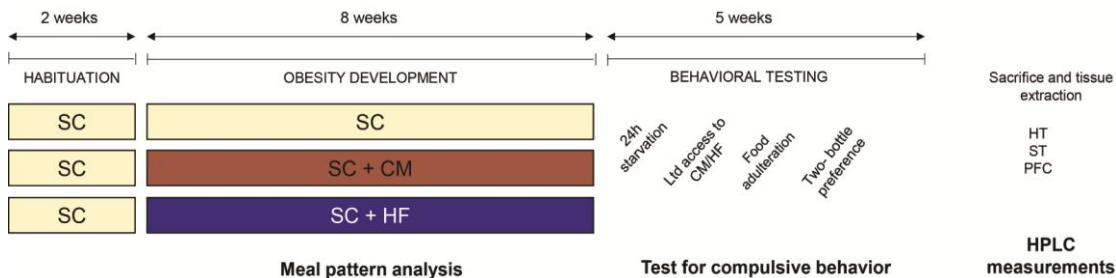 2 weeks
8 weeks
5 weeks
HABITUATION
OBESITY DEVELOPMENT
BEHAVIORAL TESTING
Sacrifice and tissue
extraction
SC
SC
SC
SC + CM
SC
SC + HF
24h
starvation
Ltd access to
CM/HF
Food
adulteration
Two- bottle
preference
HT
ST
PFC
Meal pattern analysis
Test for compulsive behavior
HPLC
measurements